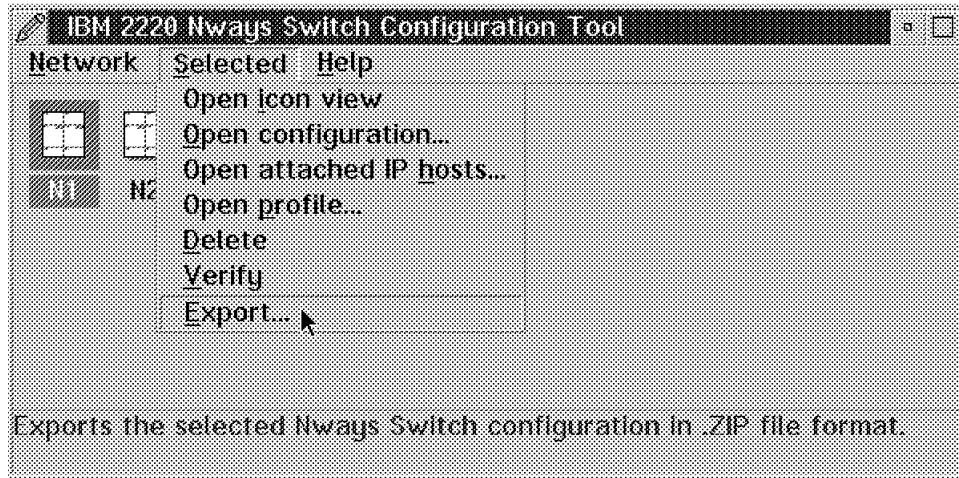 IBM 2220 Nways Switch Configuration Tool
Network Selected Help
Open icon view
Open configuration...
Open attached IP hosts...
Open profile...
Delete
Verify
Export...
N1 N2
Exports the selected Nways Switch configuration in .ZIP file format.